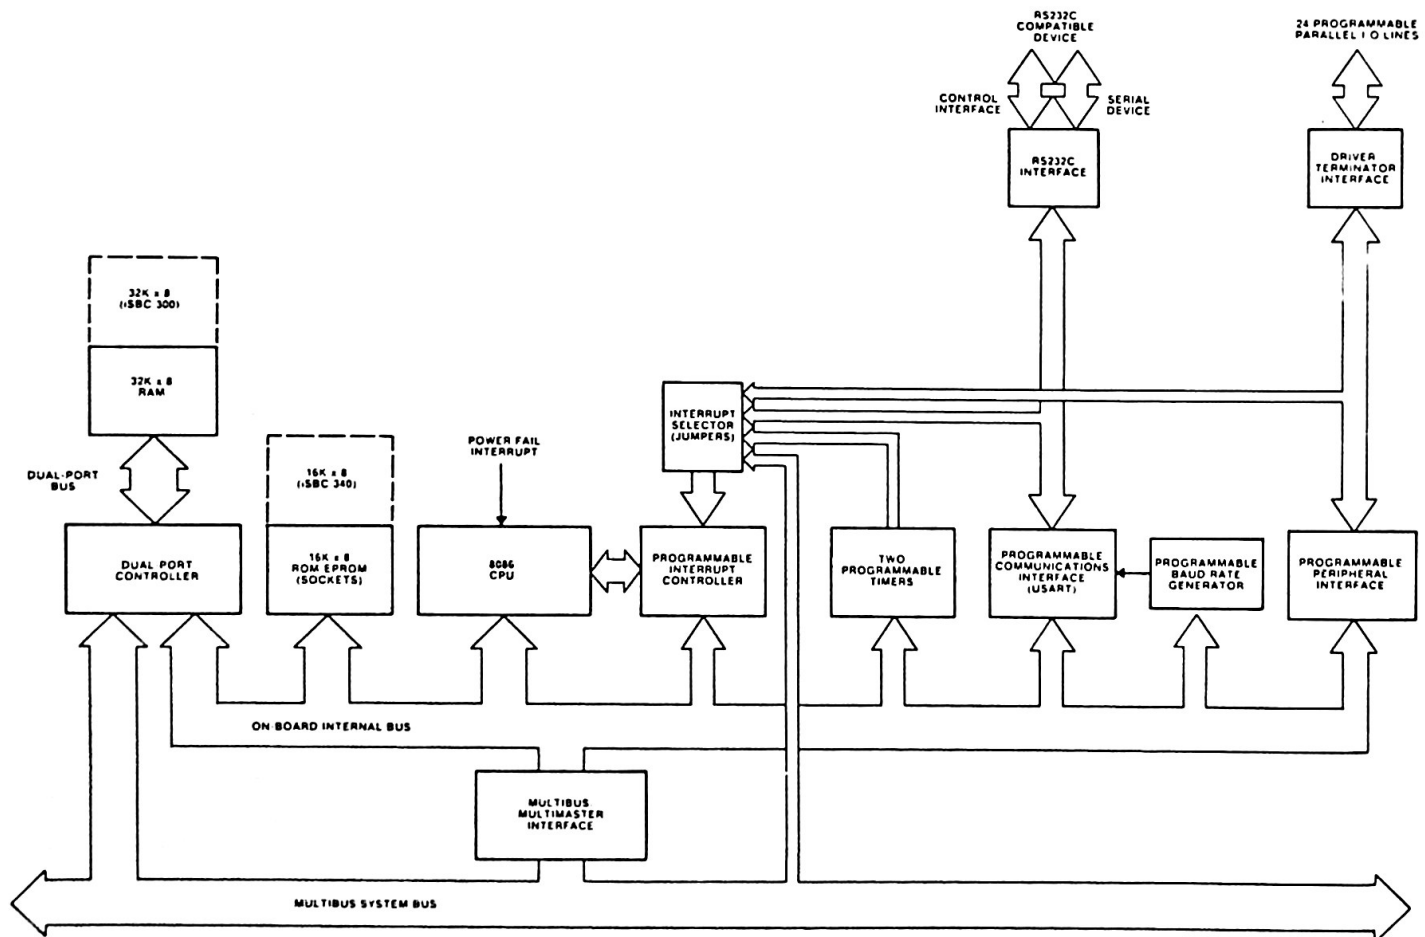 RS232C
COMPATIBLE
DEVICE
24 PROGRAMMABLE
PARALLEL I O LINES
CONTROL
INTERFACE
SERIAL
DEVICE
RS232C
INTERFACE
DRIVER
TERMINATOR
INTERFACE
32K x 8
(iSBC 300)
32K x 8
RAM
INTERRUPT
SELECTOR
(JUMPERS)
POWER FAIL
INTERRUPT
DUAL-PORT
BUS
16K x 8
(iSBC 340)
DUAL PORT
CONTROLLER
16K x 8
ROM EPROM
(SOCKETS)
8086
CPU
PROGRAMMABLE
INTERRUPT
CONTROLLER
TWO
PROGRAMMABLE
TIMERS
PROGRAMMABLE
COMMUNICATIONS
INTERFACE
(USART)
PROGRAMMABLE
BAUD RATE
GENERATOR
PROGRAMMABLE
PERIPHERAL
INTERFACE
ON-BOARD INTERNAL BUS
MULTIBUS
MULTIMASTER
INTERFACE
MULTIBUS SYSTEM BUS